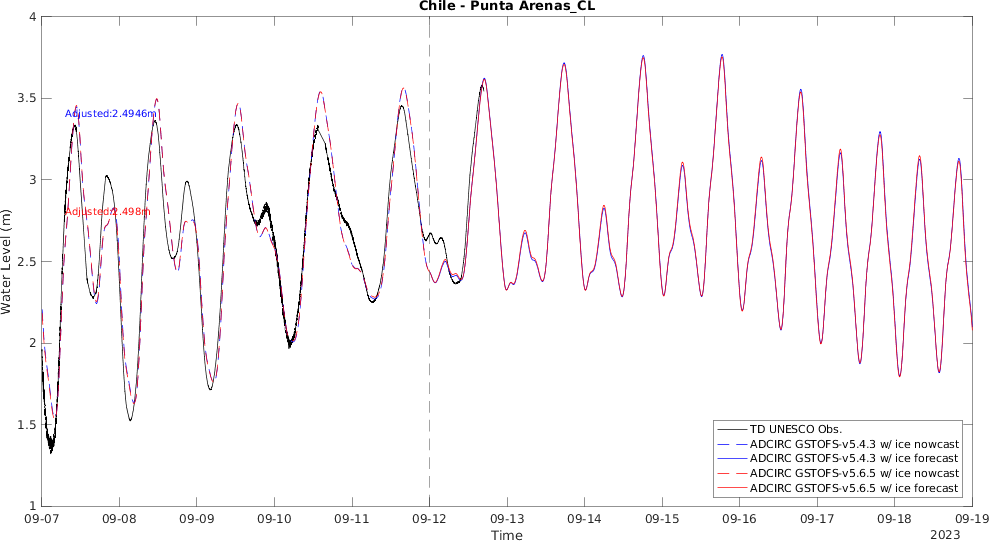 Chile - Punta Arenas_CL
4
3.5
3
2.5
2
1.5
1
Water Level (m)
Adjusted:2.4946m
Adjusted:2.498m
TD UNESCO Obs.
ADCIRC GSTOFS-v5.4.3 w/ ice nowcast
ADCIRC GSTOFS-v5.4.3 w/ ice forecast
ADCIRC GSTOFS-v5.6.5 w/ ice nowcast
ADCIRC GSTOFS-v5.6.5 w/ ice forecast
09-07 09-08 09-09 09-10 09-11 09-12 09-13 09-14 09-15 09-16 09-17 09-18 09-19
Time
2023